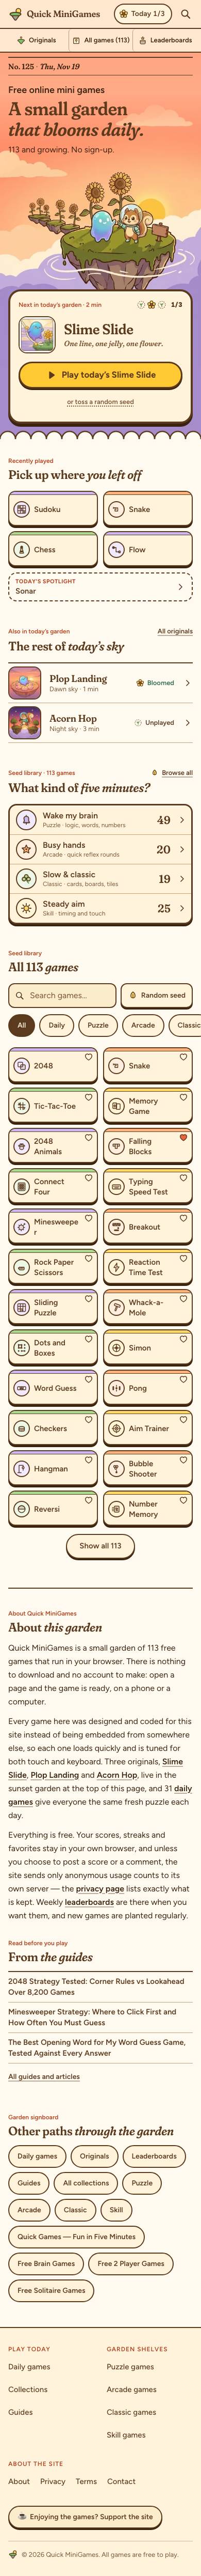 Quick MiniGames
Today 1/3
Originals
All games (113)
Leaderboards
No. 125 · Thu, Nov 19
Free online mini games
A small garden
that blooms daily.
113 and growing. No sign-up.
Next in today's garden · 2 min
1/3
Slime Slide
One line, one jelly, one flower.
Play today's Slime Slide
or toss a random seed
Recently played
Pick up where you left off
Sudoku
Snake
Chess
Flow
TODAY'S SPOTLIGHT
Sonar
Also in today's garden
All originals
The rest of today's sky
Plop Landing
Dawn sky · 1 min
Bloomed
Acorn Hop
Night sky · 3 min
Unplayed
Seed library · 113 games
Browse all
What kind of five minutes?
Wake my brain
Puzzle · logic, words, numbers
49
Busy hands
Arcade · quick reflex rounds
20
Slow & classic
Classic · cards, boards, tiles
19
Steady aim
Skill · timing and touch
25
Seed library
All 113 games
Search games...
Random seed
All
Daily
Puzzle
Arcade
Classic
2048
Snake
Tic-Tac-Toe
Memory
Game
2048
Animals
Falling
Blocks
Connect
Four
Typing
Speed Test
Minesweepe
r
Breakout
Rock Paper
Scissors
Reaction
Time Test
Sliding
Puzzle
Whack-a-
Mole
Dots and
Boxes
Simon
Word Guess
Pong
Checkers
Aim Trainer
Hangman
Bubble
Shooter
Reversi
Number
Memory
Show all 113
About Quick MiniGames
About this garden
Quick MiniGames is a small garden of 113 free
games that run in your browser. There is nothing
to download and no account to make: open a
page and the game is ready, on a phone or a
computer.
Every game here was designed and coded for this
site instead of being embedded from somewhere
else, so each one loads quickly and is tuned for
both touch and keyboard. Three originals, Slime
Slide, Plop Landing and Acorn Hop, live in the
sunset garden at the top of this page, and 31 daily
games give everyone the same fresh puzzle each
day.
Everything is free. Your scores, streaks and
favorites stay in your own browser, and unless
you choose to post a score or a comment, the
site sends only anonymous usage counts to its
own server — the privacy page lists exactly what
is kept. Weekly leaderboards are there when you
want them, and new games are planted regularly.
Read before you play
From the guides
2048 Strategy Tested: Corner Rules vs Lookahead
Over 8,200 Games
Minesweeper Strategy: Where to Click First and
How Often You Must Guess
The Best Opening Word for My Word Guess Game,
Tested Against Every Answer
All guides and articles
Garden signboard
Other paths through the garden
Daily games
Originals
Leaderboards
Guides
All collections
Puzzle
Arcade
Classic
Skill
Quick Games — Fun in Five Minutes
Free Brain Games
Free 2 Player Games
Free Solitaire Games
PLAY TODAY
GARDEN SHELVES
Daily games
Puzzle games
Collections
Arcade games
Guides
Classic games
Skill games
ABOUT THE SITE
About
Privacy
Terms
Contact
Enjoying the games? Support the site
© 2026 Quick MiniGames. All games are free to play.